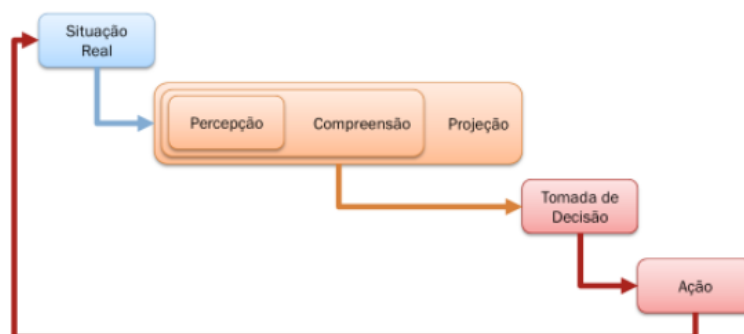 Situação
Real
Percepção
Compreensão
Projeção
Tomada de
Decisão
Ação